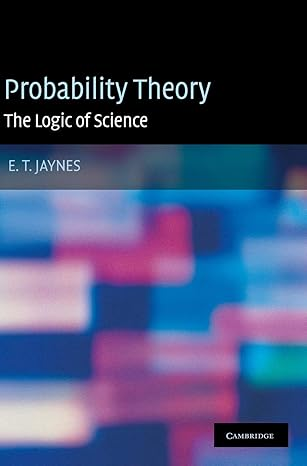 Probability Theory
The Logic of Science
E. T. JAYNES
CAMBRIDGE